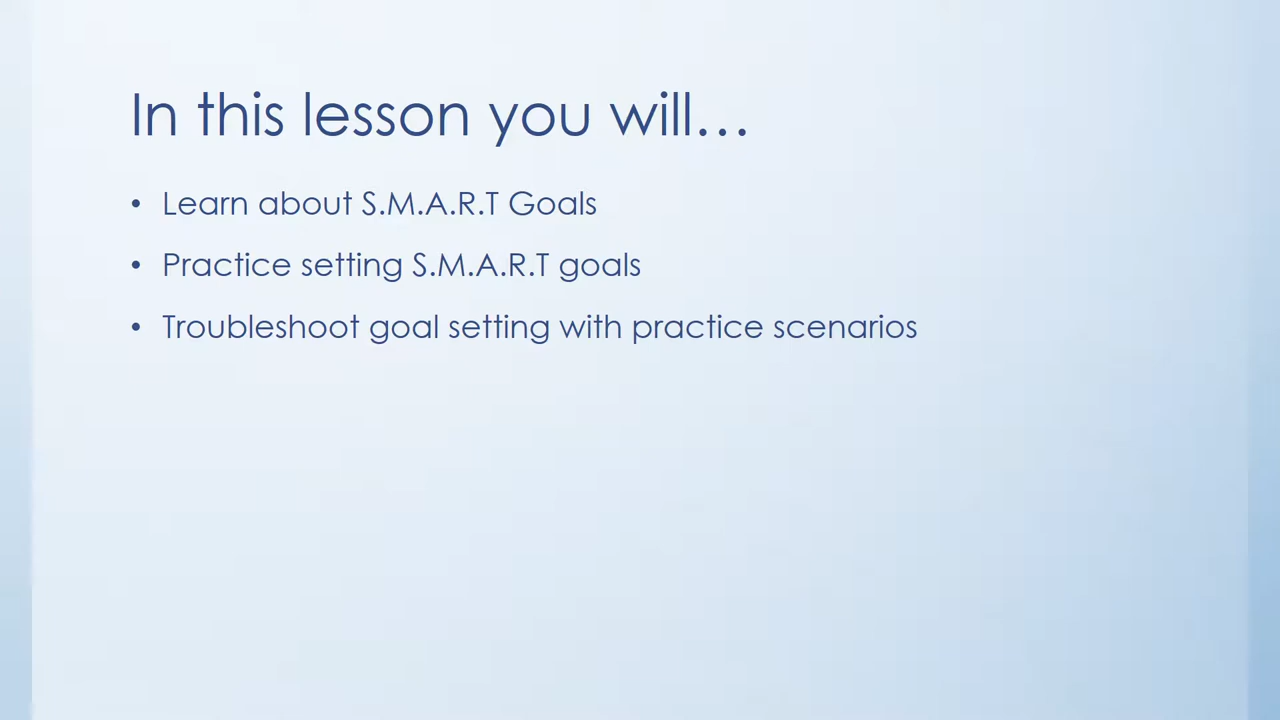 In this lesson you will…
• Learn about S.M.A.R.T Goals
• Practice setting S.M.A.R.T goals
• Troubleshoot goal setting with practice scenarios